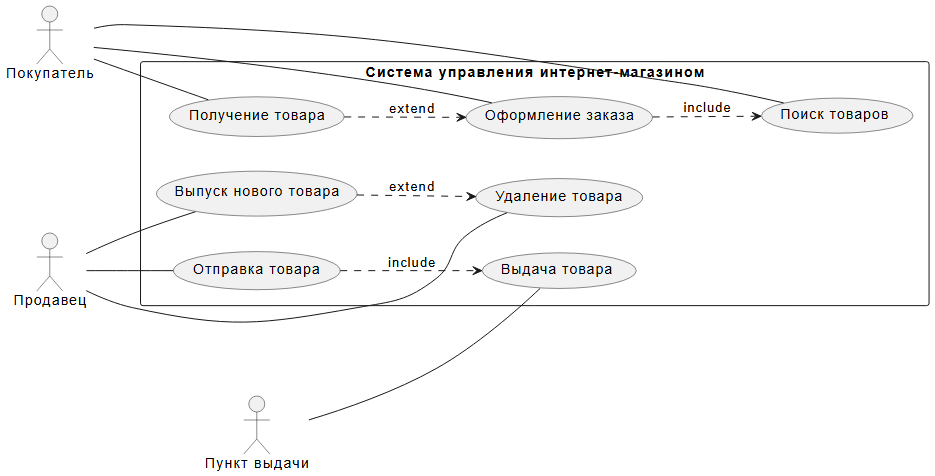 Покупатель
Система управления интернет-магазином
Получение товара
extend
Оформление заказа
include
Поиск товаров
Выпуск нового товара
extend
Удаление товара
Продавец
Отправка товара
include
Выдача товара
Пункт выдачи